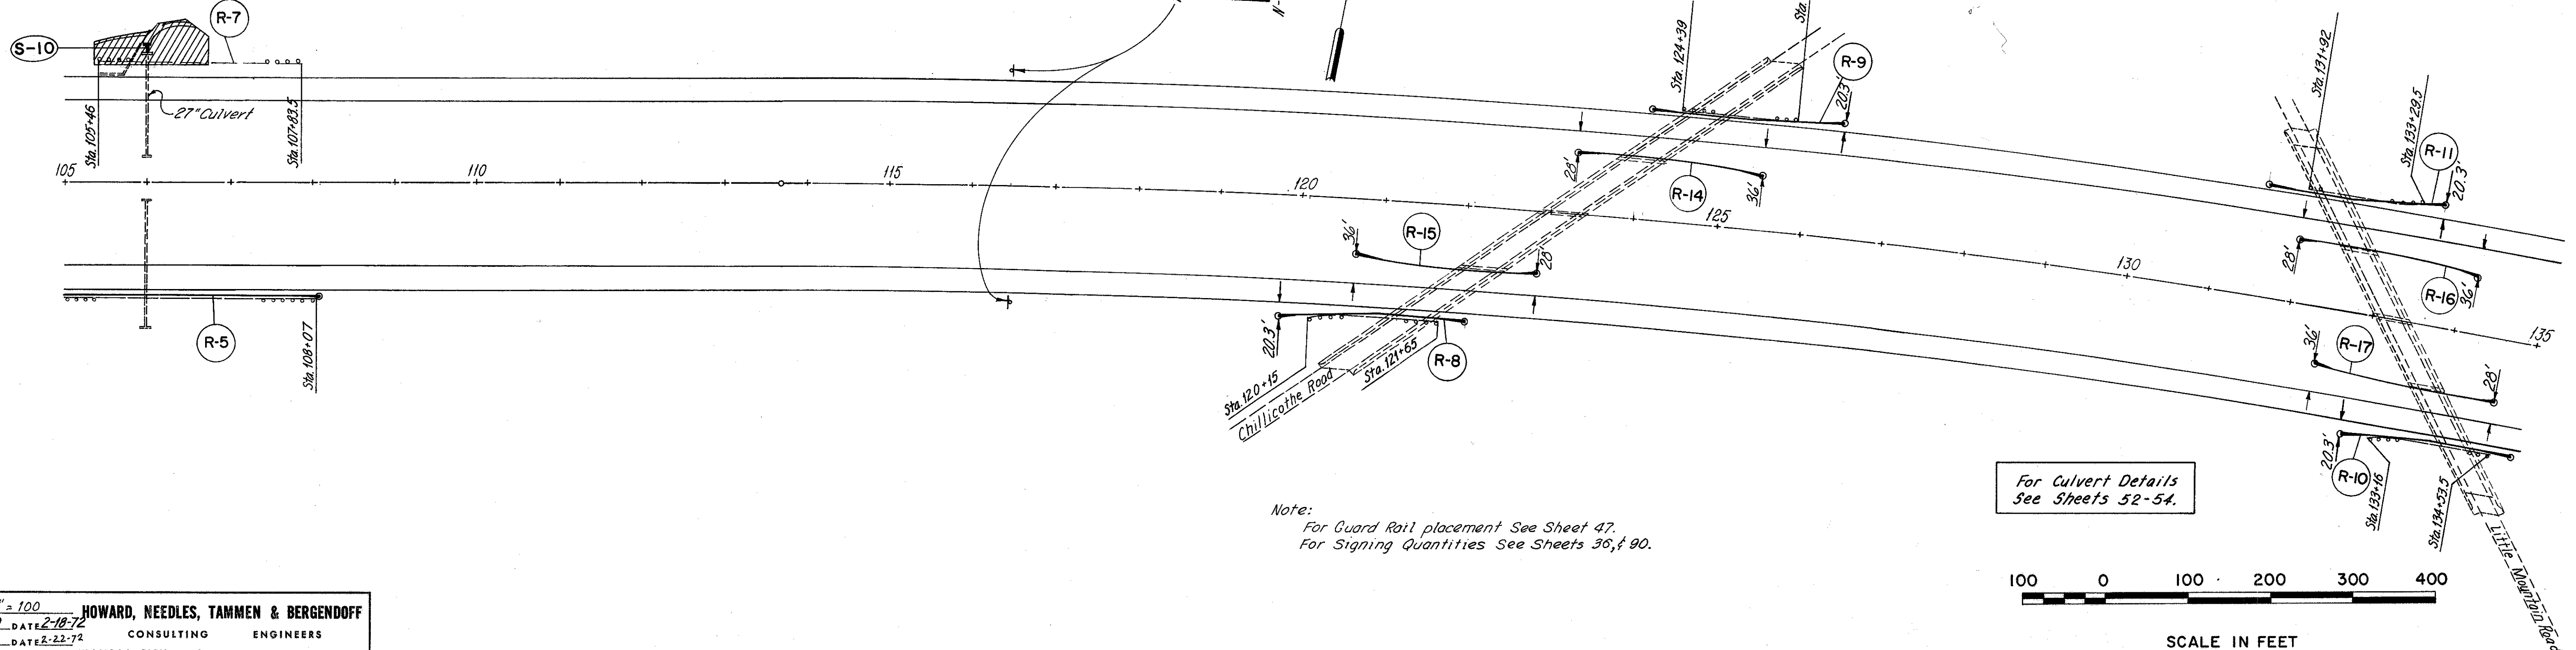 R-7
S-10
27" Culvert
Sta. 105+46
Sta. 107+83.5
105
110
115
120
125
130
135
R-5
Sta. 108+07
N-
Sta. 124+39
Sta.
R-9
20.3'
28'
R-14
36'
36'
R-15
28'
20.3'
R-8
Sta. 120+15
Sta. 121+65
Chillicothe Road
Sta. 131+92
Sta. 133+29.5
R-11
20.3'
28'
R-16
36'
36'
R-17
28'
20.3'
R-10
Sta. 133+16
Sta. 134+53.5
Little Mountain Road
For Culvert Details
See Sheets 52-54.
Note:
For Guard Rail placement See Sheet 47.
For Signing Quantities See Sheets 36, & 90.
100 0 100 200 300 400
SCALE IN FEET
" = 100
HOWARD, NEEDLES, TAMMEN & BERGENDOFF
DATE 2-18-72
CONSULTING ENGINEERS
DATE 2-22-72